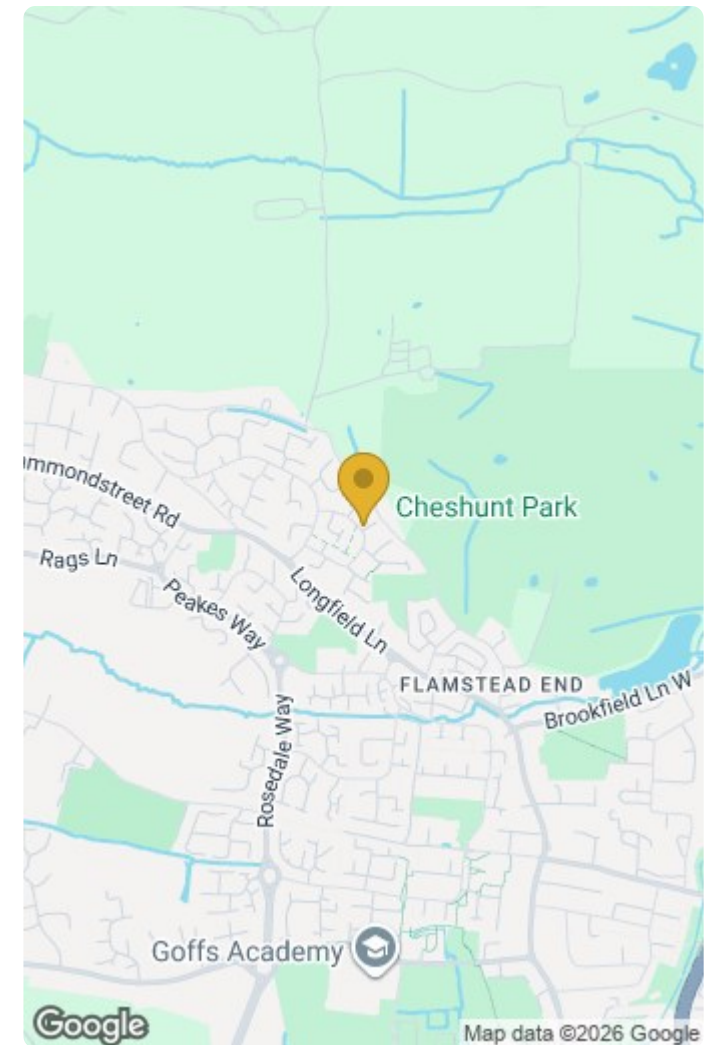 Cheshunt Park
ammondstreet Rd
Rags Ln
Peakes Way
Longfield Ln
FLAMSTEAD END
Brookfield Ln W
Rosedale Way
Goffs Academy
Google
Map data ©2026 Google